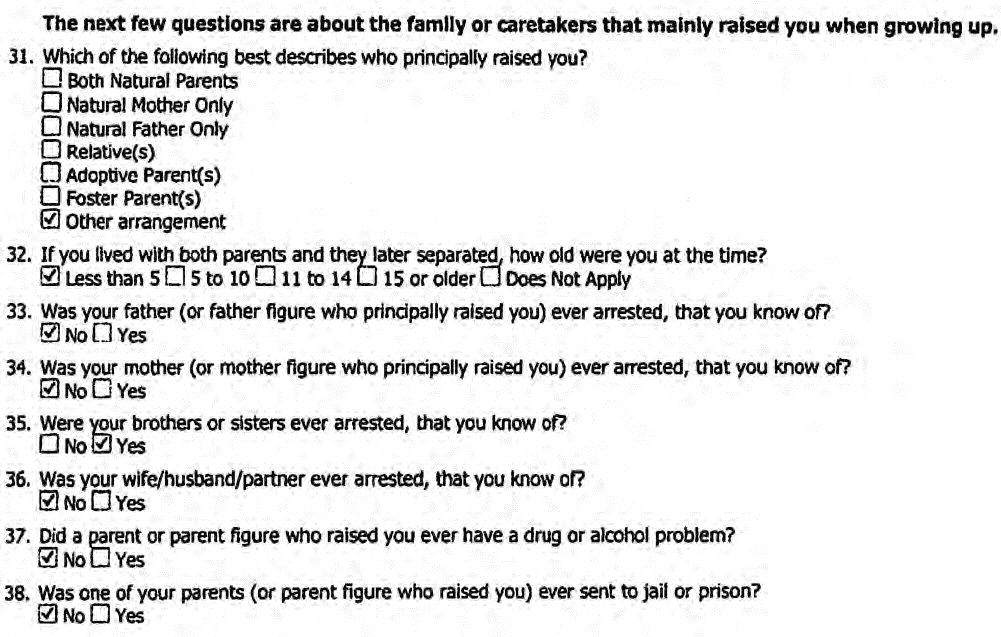 The next few questions are about the family or caretakers that mainly raised you when growing up.
31. Which of the following best describes who principally raised you?
☐ Both Natural Parents
☐ Natural Mother Only
☐ Natural Father Only
☐ Relative(s)
☐ Adoptive Parent(s)
☐ Foster Parent(s)
☑ Other arrangement
32. If you lived with both parents and they later separated, how old were you at the time?
☑ Less than 5 ☐ 5 to 10 ☐ 11 to 14 ☐ 15 or older ☐ Does Not Apply
33. Was your father (or father figure who principally raised you) ever arrested, that you know of?
☑ No ☐ Yes
34. Was your mother (or mother figure who principally raised you) ever arrested, that you know of?
☑ No ☐ Yes
35. Were your brothers or sisters ever arrested, that you know of?
☐ No ☑ Yes
36. Was your wife/husband/partner ever arrested, that you know of?
☑ No ☐ Yes
37. Did a parent or parent figure who raised you ever have a drug or alcohol problem?
☑ No ☐ Yes
38. Was one of your parents (or parent figure who raised you) ever sent to jail or prison?
☑ No ☐ Yes